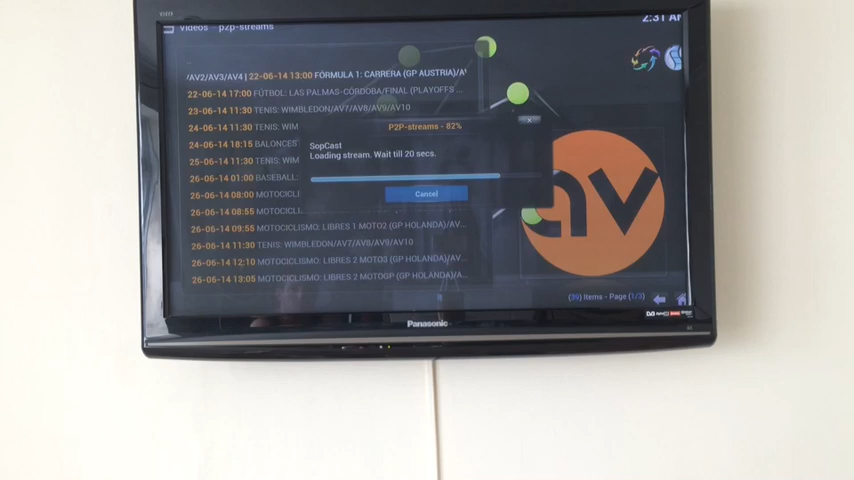 2:31 AM
Videos p2p-streams
/AV2/AV3/AV4 | 22-06-14 13:00 FÓRMULA 1: CARRERA (GP AUSTRIA)/AV
22-06-14 17:00 FÚTBOL: LAS PALMAS-CÓRDOBA/FINAL (PLAYOFFS ...
23-06-14 11:30 TENIS: WIMBLEDON/AV7/AV8/AV9/AV10
24-06-14 11:30 TENIS: WIM
24-06-14 18:15 BALONCES
25-06-14 11:30 TENIS: WIM
26-06-14 01:00 BASEBALL:
26-06-14 08:00 MOTOCICLI
26-06-14 08:55 MOTOCICLI
26-06-14 09:55 MOTOCICLISMO: LIBRES 1 MOTO2 (GP HOLANDA)/AV...
26-06-14 11:30 TENIS: WIMBLEDON/AV7/AV8/AV9/AV10
26-06-14 12:10 MOTOCICLISMO: LIBRES 2 MOTO3 (GP HOLANDA)/AV...
26-06-14 13:05 MOTOCICLISMO: LIBRES 2 MOTOGP (GP HOLANDA)/A...
P2P-streams - 82%
SopCast
Loading stream. Wait till 20 secs.
Cancel
av
(39) Items - Page (1/3)
Panasonic